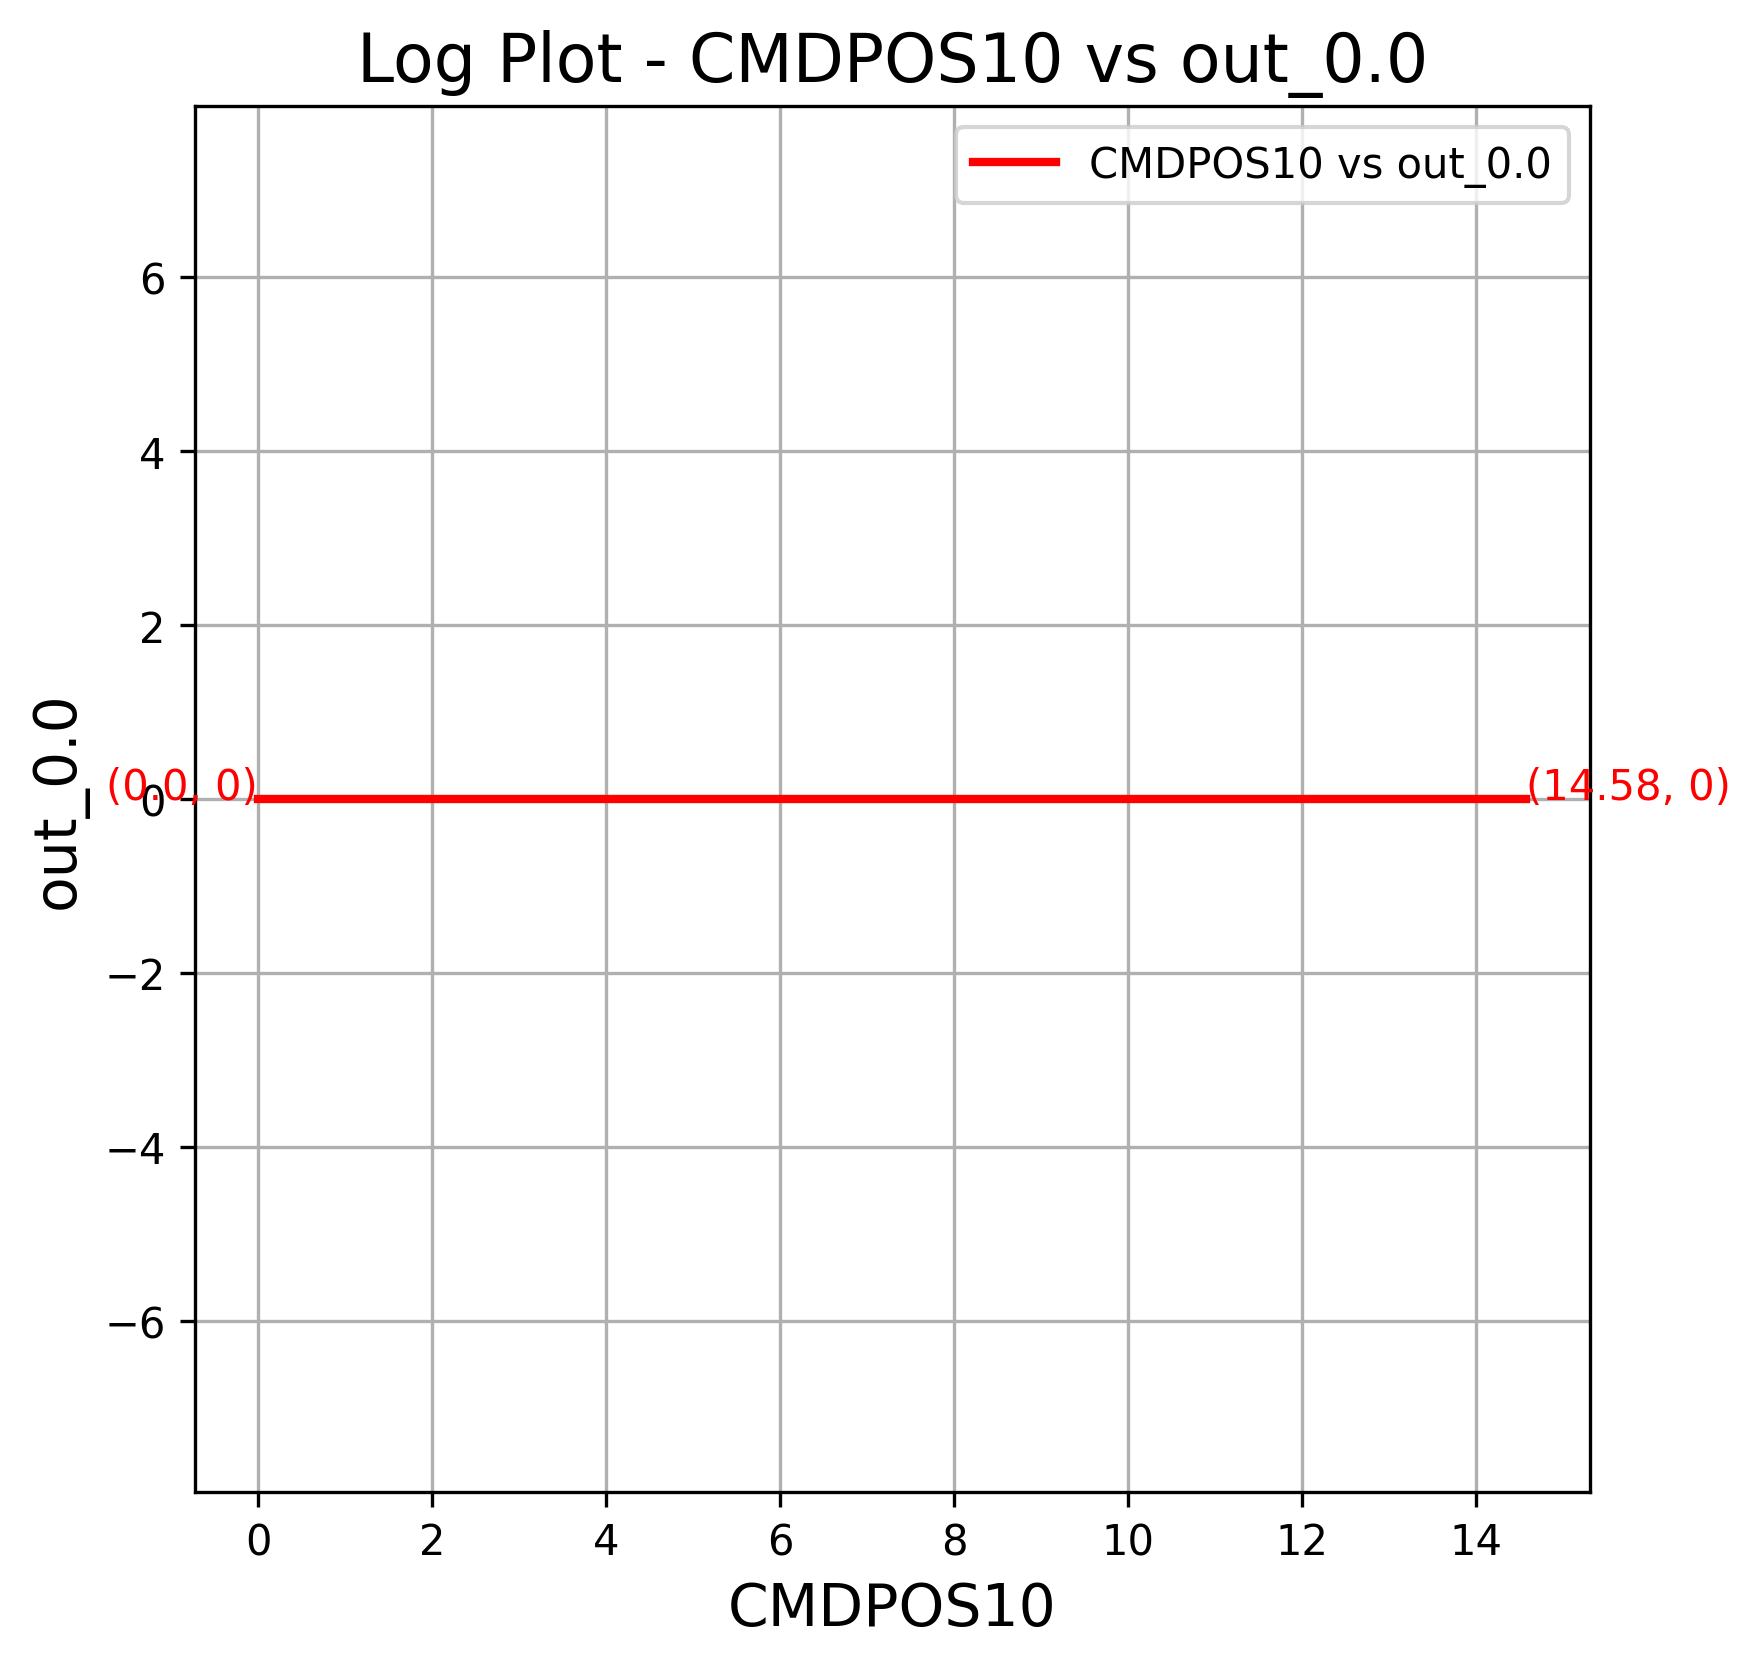 Log Plot - CMDPOS10 vs out_0.0
CMDPOS10 vs out_0.0
6
4
2
0
−2
−4
−6
out_0.0
(0.0, 0)
(14.58, 0)
0 2 4 6 8 10 12 14
CMDPOS10